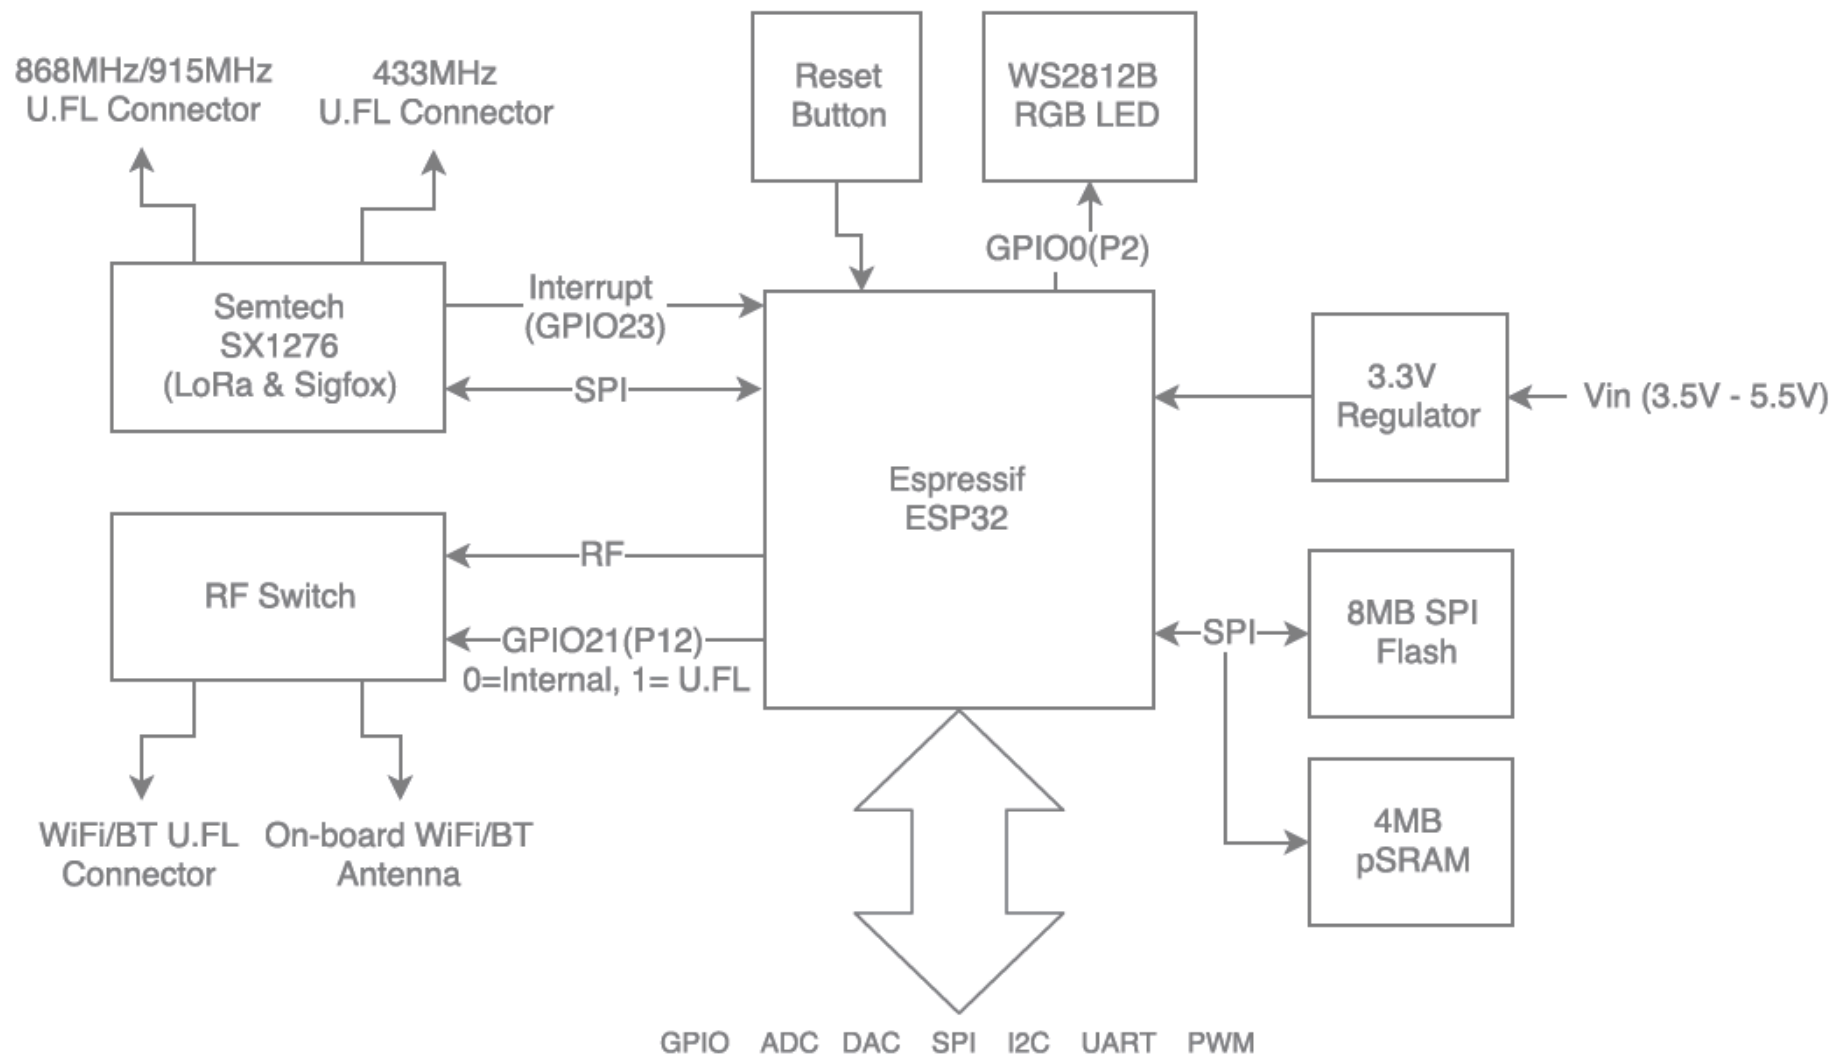 868MHz/915MHz
U.FL Connector
433MHz
U.FL Connector
Reset
Button
WS2812B
RGB LED
GPIO0(P2)
Semtech
SX1276
(LoRa & Sigfox)
Interrupt
(GPIO23)
SPI
3.3V
Regulator
Vin (3.5V - 5.5V)
Espressif
ESP32
RF Switch
RF
GPIO21(P12)
0=Internal, 1= U.FL
SPI
8MB SPI
Flash
4MB
pSRAM
WiFi/BT U.FL
Connector
On-board WiFi/BT
Antenna
GPIO ADC DAC SPI I2C UART PWM